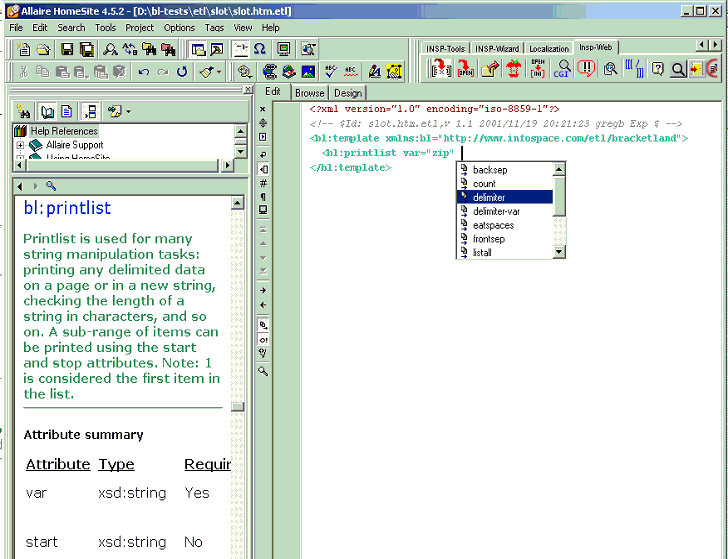 Allaire HomeSite 4.5.2 - [D:\bl-tests\etl\slot\slot.htm.etl]
File Edit Search Tools Project Options Tags View Help
INSP-Tools INSP-Wizard Localization Insp-Web
Edit Browse Design
Help References
Allaire Support
Using HomeSite
bl:printlist
Printlist is used for many
string manipulation tasks:
printing any delimited data
on a page or in a new string,
checking the length of a
string in characters, and so
on. A sub-range of items can
be printed using the start
and stop attributes. Note: 1
is considered the first item in
the list.
Attribute summary
Attribute Type Requir
var xsd:string Yes
start xsd:string No
<?xml version="1.0" encoding="iso-8859-1"?>
<!-- $Id: slot.htm.etl,v 1.1 2001/11/19 20:21:23 gregb Exp $ -->
<bl:template xmlns:bl="http://www.infospace.com/etl/bracketland">
<bl:printlist var="zip"
</bl:template>
backsep
count
delimiter
delimiter-var
eatspaces
frontsep
listall